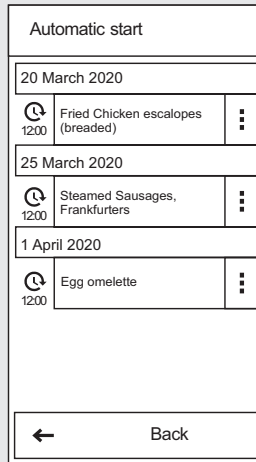 Automatic start
20 March 2020
12:00
Fried Chicken escalopes
(breaded)
25 March 2020
12:00
Steamed Sausages,
Frankfurters
1 April 2020
12:00
Egg omelette
Back